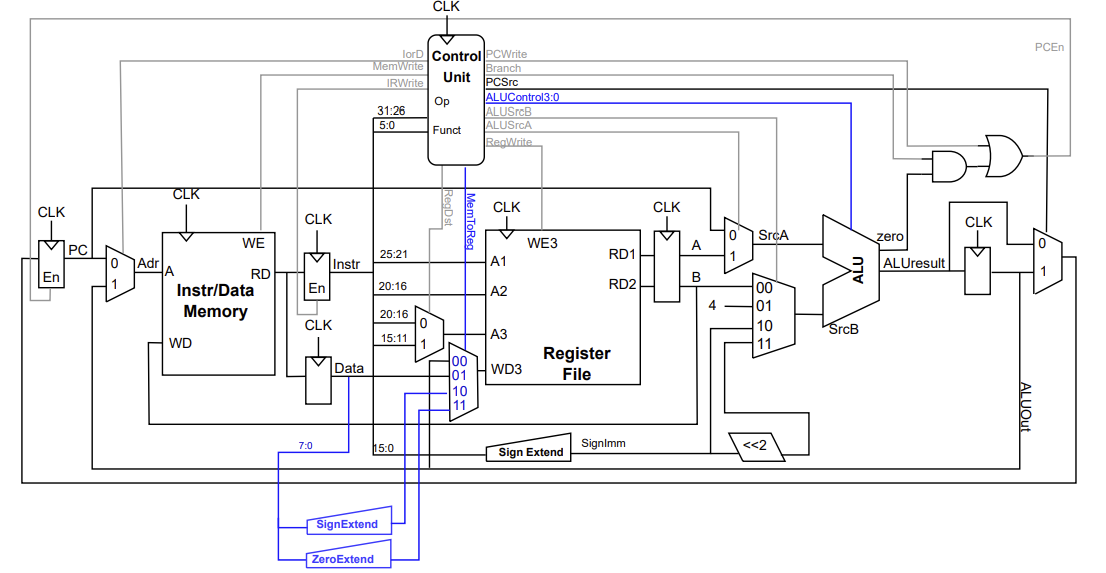 CLK
PCEn
IorD
MemWrite
IRWrite
Control
Unit
Op
Funct
PCWrite
Branch
PCSrc
ALUControl3:0
ALUSrcB
ALUSrcA
RegWrite
31:26
5:0
RegDst
MemToReg
CLK
PC
En
0
1
Adr
CLK
WE
A
RD
Instr/Data
Memory
WD
CLK
Instr
En
CLK
Data
25:21
20:16
20:16
15:11
0
1
00
01
10
11
CLK
WE3
A1
A2
A3
WD3
RD1
RD2
Register
File
CLK
A
B
0
1
SrcA
4
00
01
10
11
SrcB
ALU
zero
ALUresult
CLK
0
1
ALUOut
7:0
15:0
Sign Extend
SignImm
<<2
SignExtend
ZeroExtend